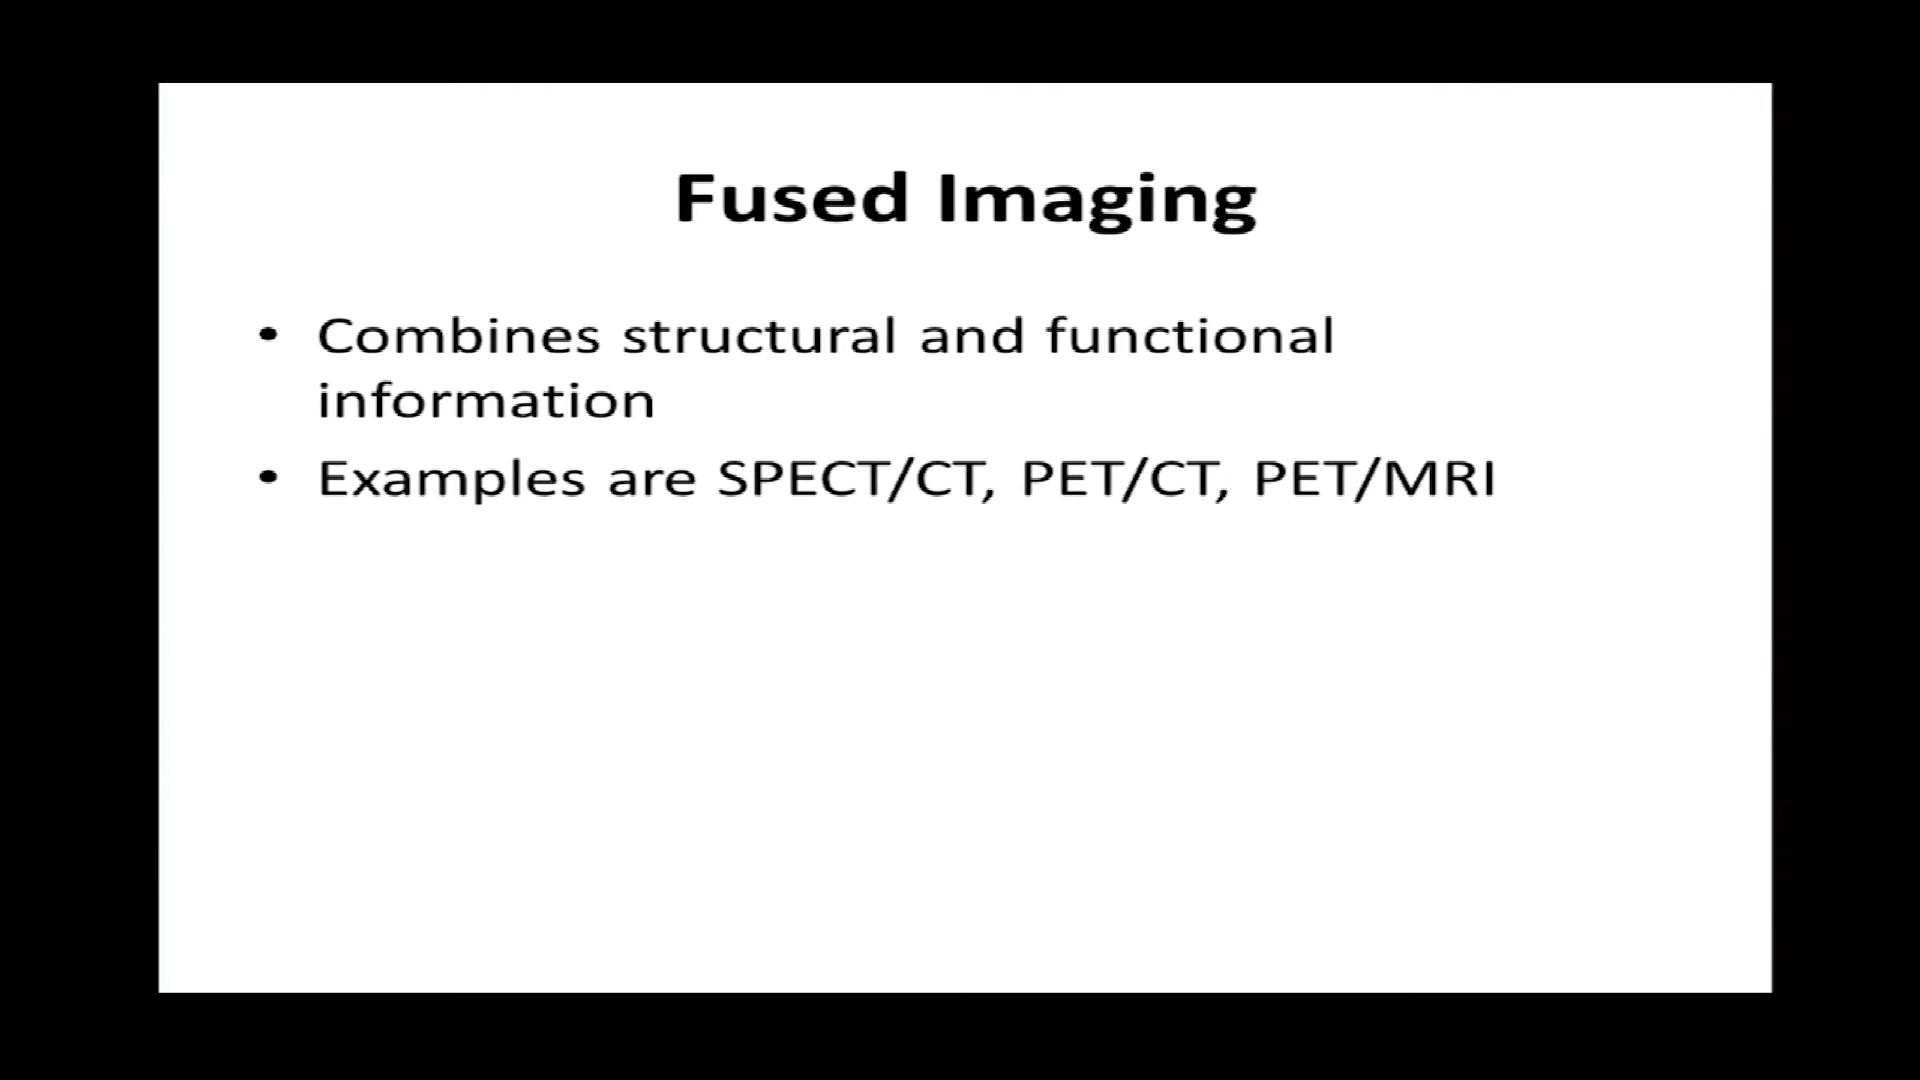 Fused Imaging
• Combines structural and functional
information
• Examples are SPECT/CT, PET/CT, PET/MRI